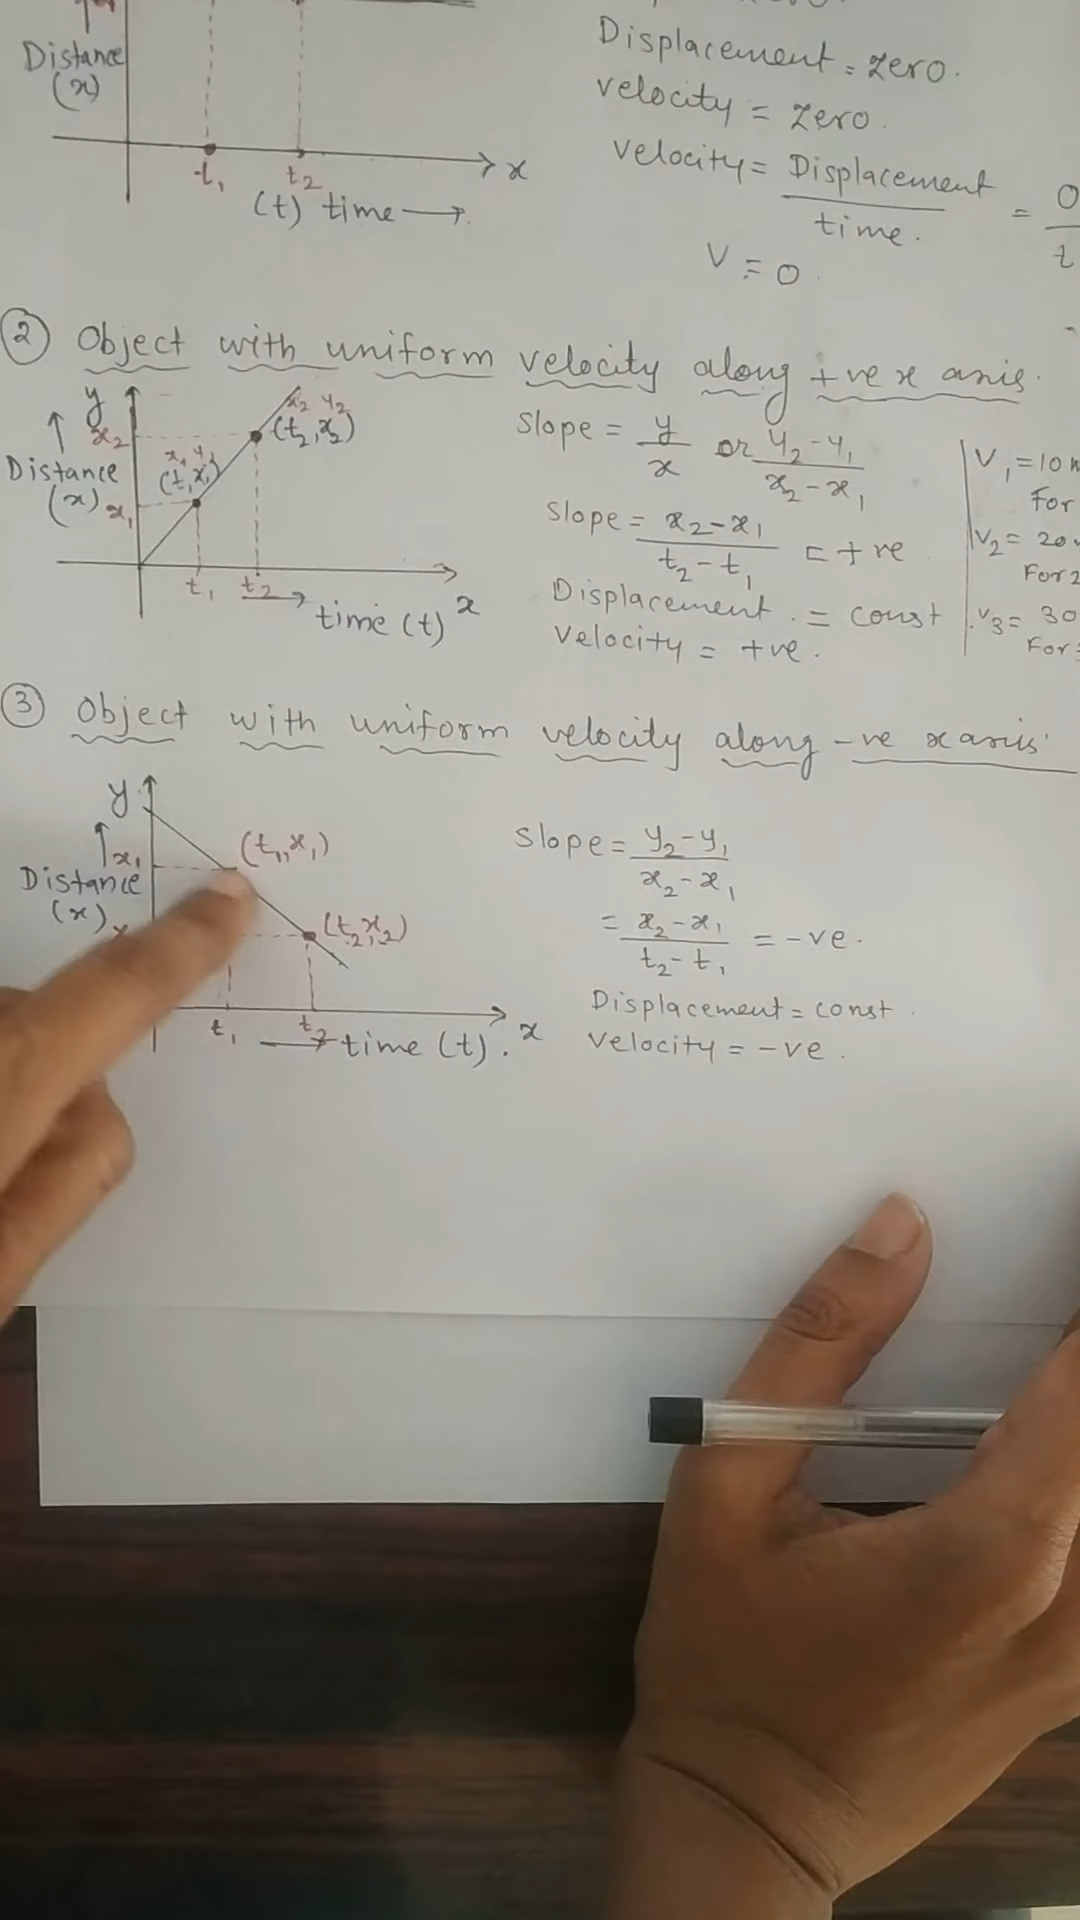 Distance
(x)
t₁ t₂
x
(t) time →
Displacement = zero.
velocity = zero.
velocity = Displacement / time. = 0 / t
V = 0.
② Object with uniform velocity along +ve x axis.
y
x₂
x₂ y₂
(t₂, x₂)
Distance
(x)
x₁ y₁
(t₁, x₁)
x₁
t₁ t₂
→ time (t) x
Slope = y / x or y₂ - y₁ / x₂ - x₁
Slope = x₂ - x₁ / t₂ - t₁ = +ve
Displacement. = const
Velocity = +ve.
V₁ = 10
For
V₂ = 20
For 2
V₃ = 30
For
③ Object with uniform velocity along -ve x axis.
y
x₁
(t₁, x₁)
Distance
(x)
(t₂, x₂)
t₁ t₂
→ time (t). x
Slope = y₂ - y₁ / x₂ - x₁
= x₂ - x₁ / t₂ - t₁ = -ve.
Displacement = const.
Velocity = -ve.